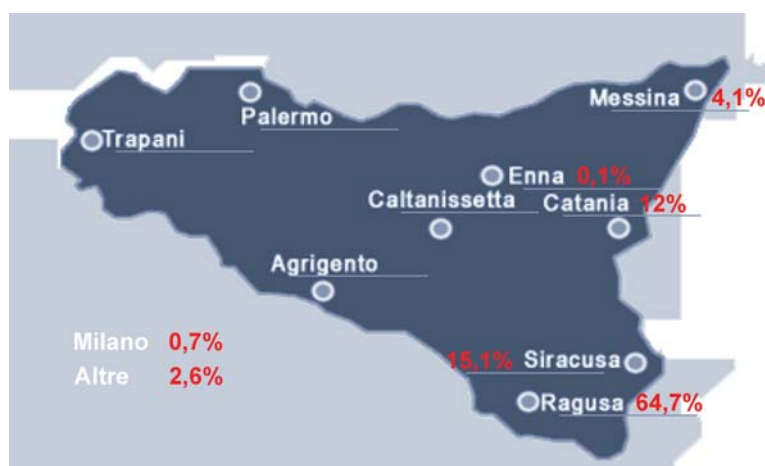 Messina 4,1%
Palermo
Trapani
Enna 0,1%
Caltanissetta
Catania 12%
Agrigento
Milano 0,7%
Altre 2,6%
15,1% Siracusa
Ragusa 64,7%